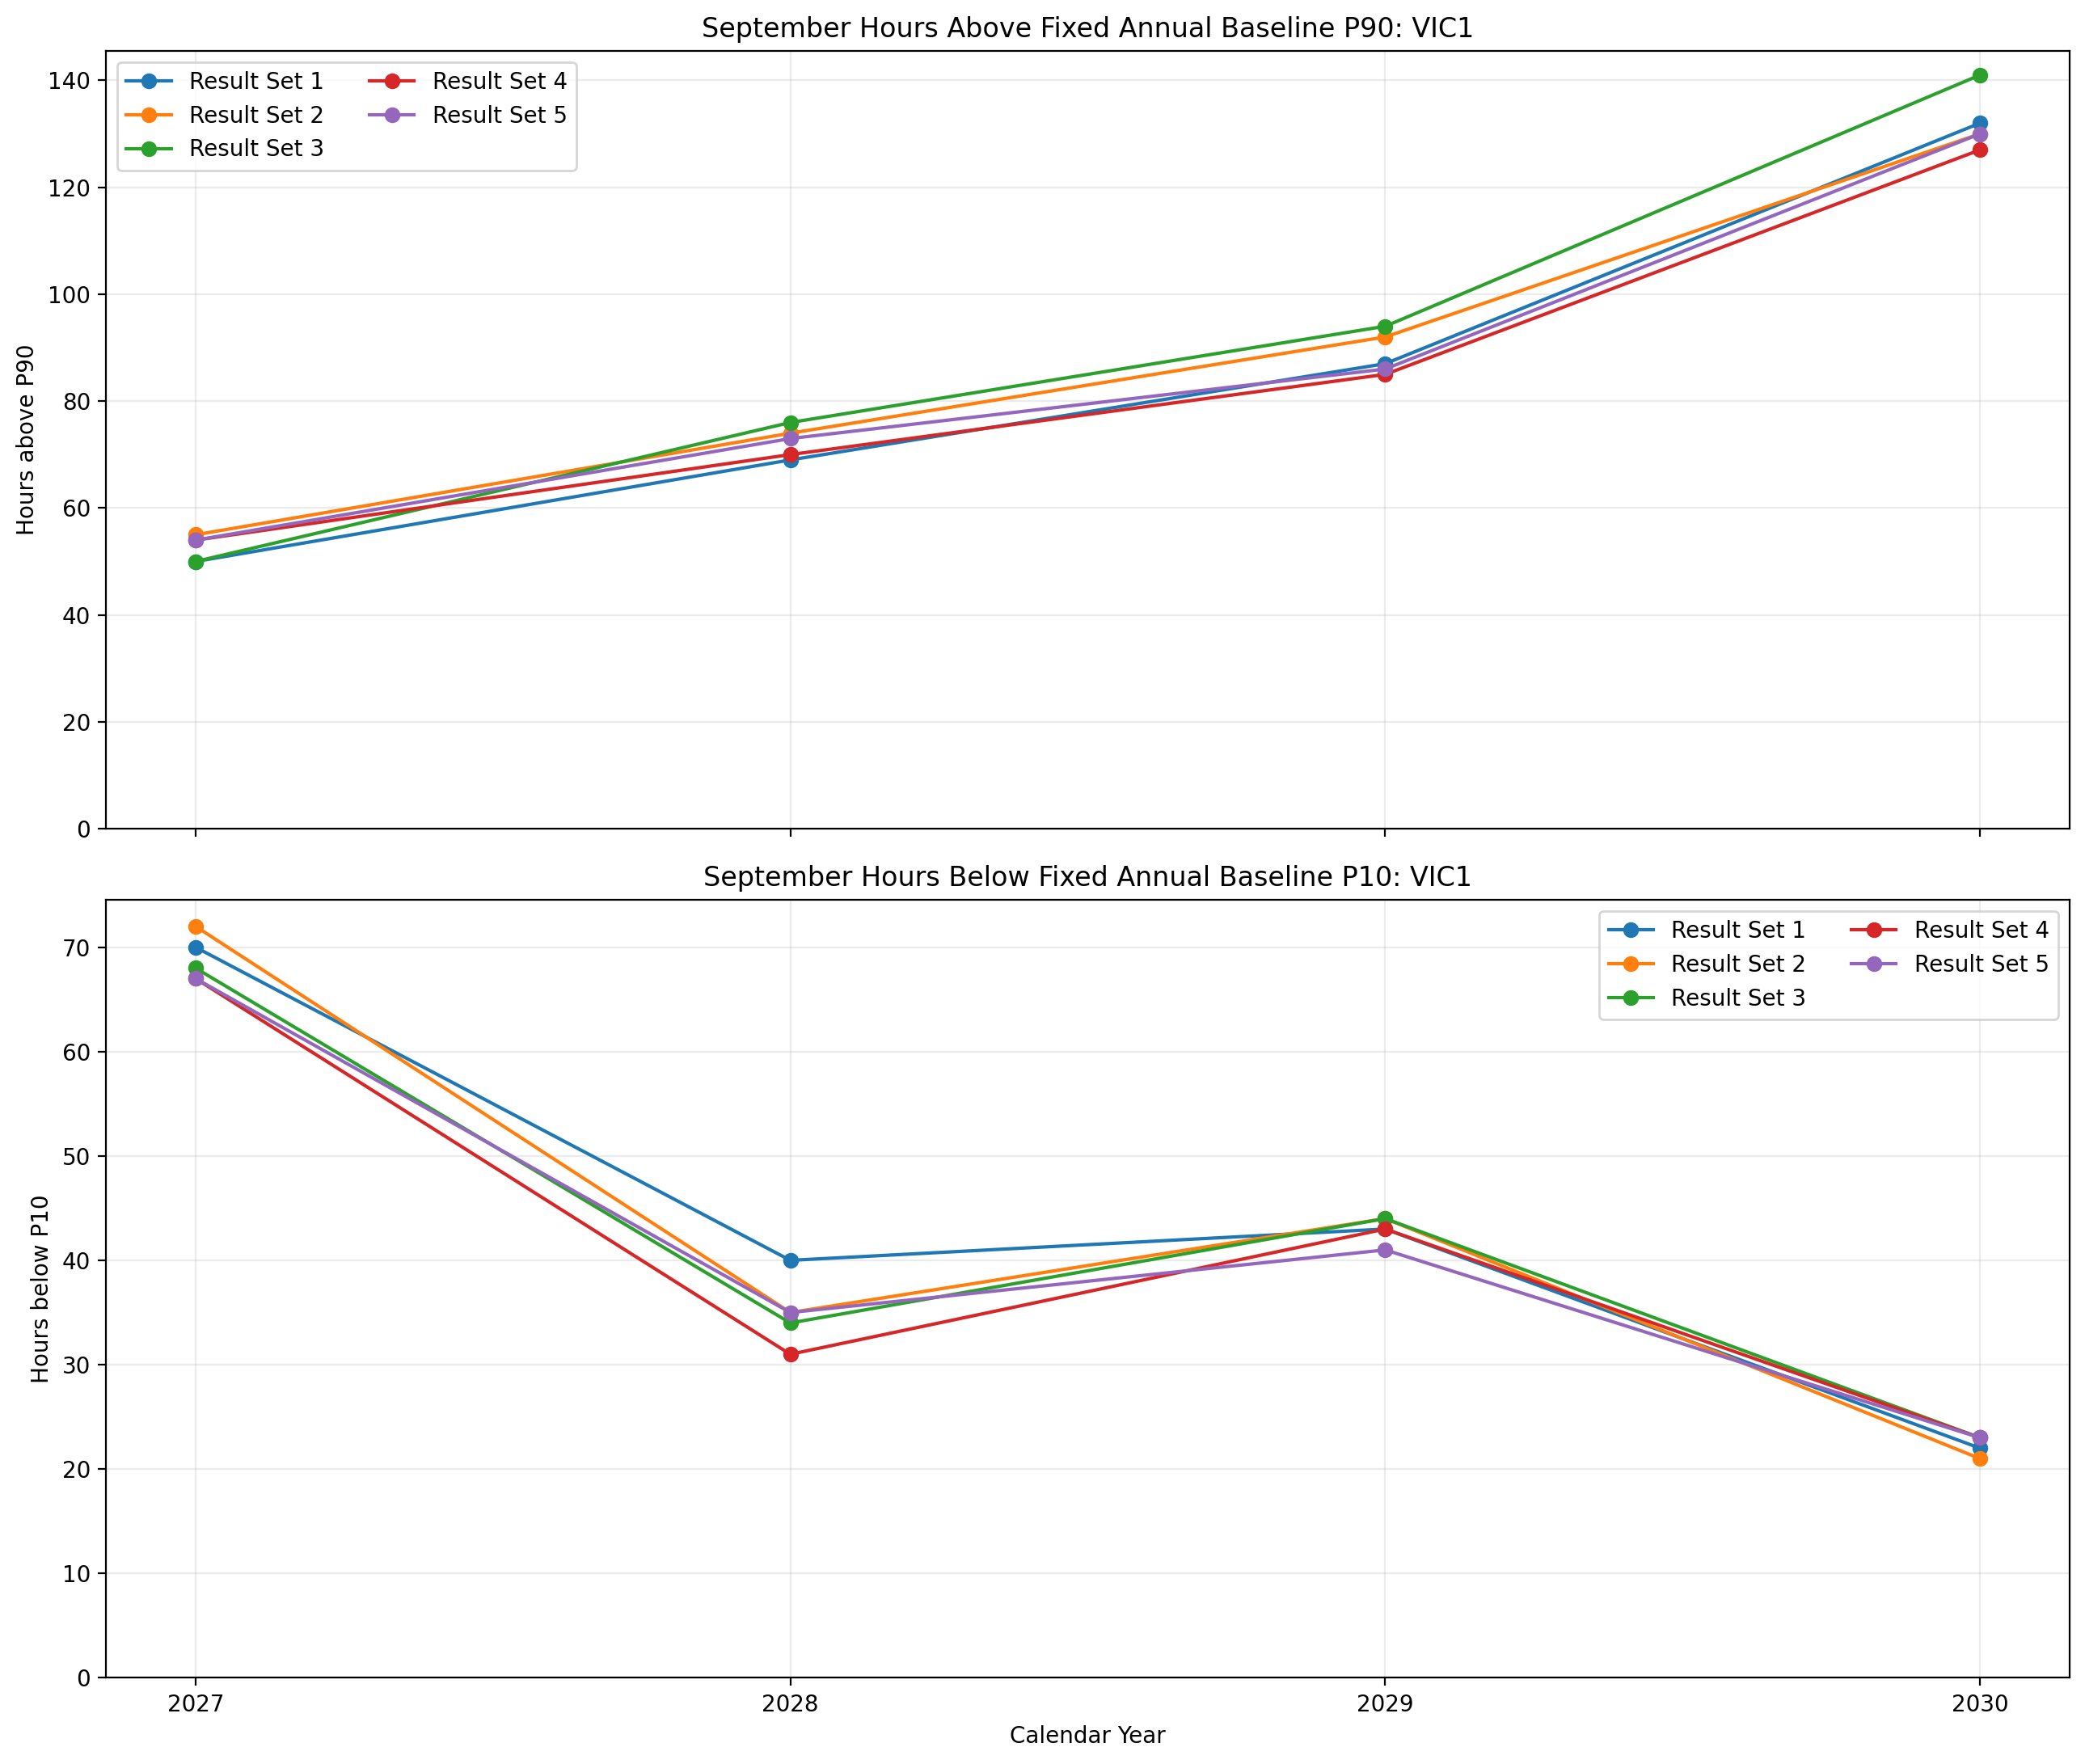 September Hours Above Fixed Annual Baseline P90: VIC1
Result Set 1
Result Set 2
Result Set 3
Result Set 4
Result Set 5
Hours above P90
140
120
100
80
60
40
20
0
September Hours Below Fixed Annual Baseline P10: VIC1
Result Set 1
Result Set 2
Result Set 3
Result Set 4
Result Set 5
Hours below P10
70
60
50
40
30
20
10
0
2027 2028 2029 2030
Calendar Year